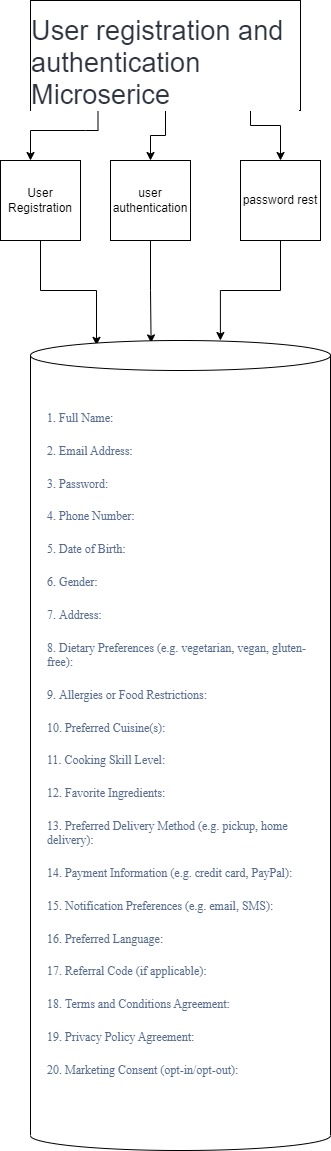 User registration and
authentication
Microserice
User
Registration
user
authentication
password rest
1. Full Name:
2. Email Address:
3. Password:
4. Phone Number:
5. Date of Birth:
6. Gender:
7. Address:
8. Dietary Preferences (e.g. vegetarian, vegan, gluten-
free):
9. Allergies or Food Restrictions:
10. Preferred Cuisine(s):
11. Cooking Skill Level:
12. Favorite Ingredients:
13. Preferred Delivery Method (e.g. pickup, home
delivery):
14. Payment Information (e.g. credit card, PayPal):
15. Notification Preferences (e.g. email, SMS):
16. Preferred Language:
17. Referral Code (if applicable):
18. Terms and Conditions Agreement:
19. Privacy Policy Agreement:
20. Marketing Consent (opt-in/opt-out):